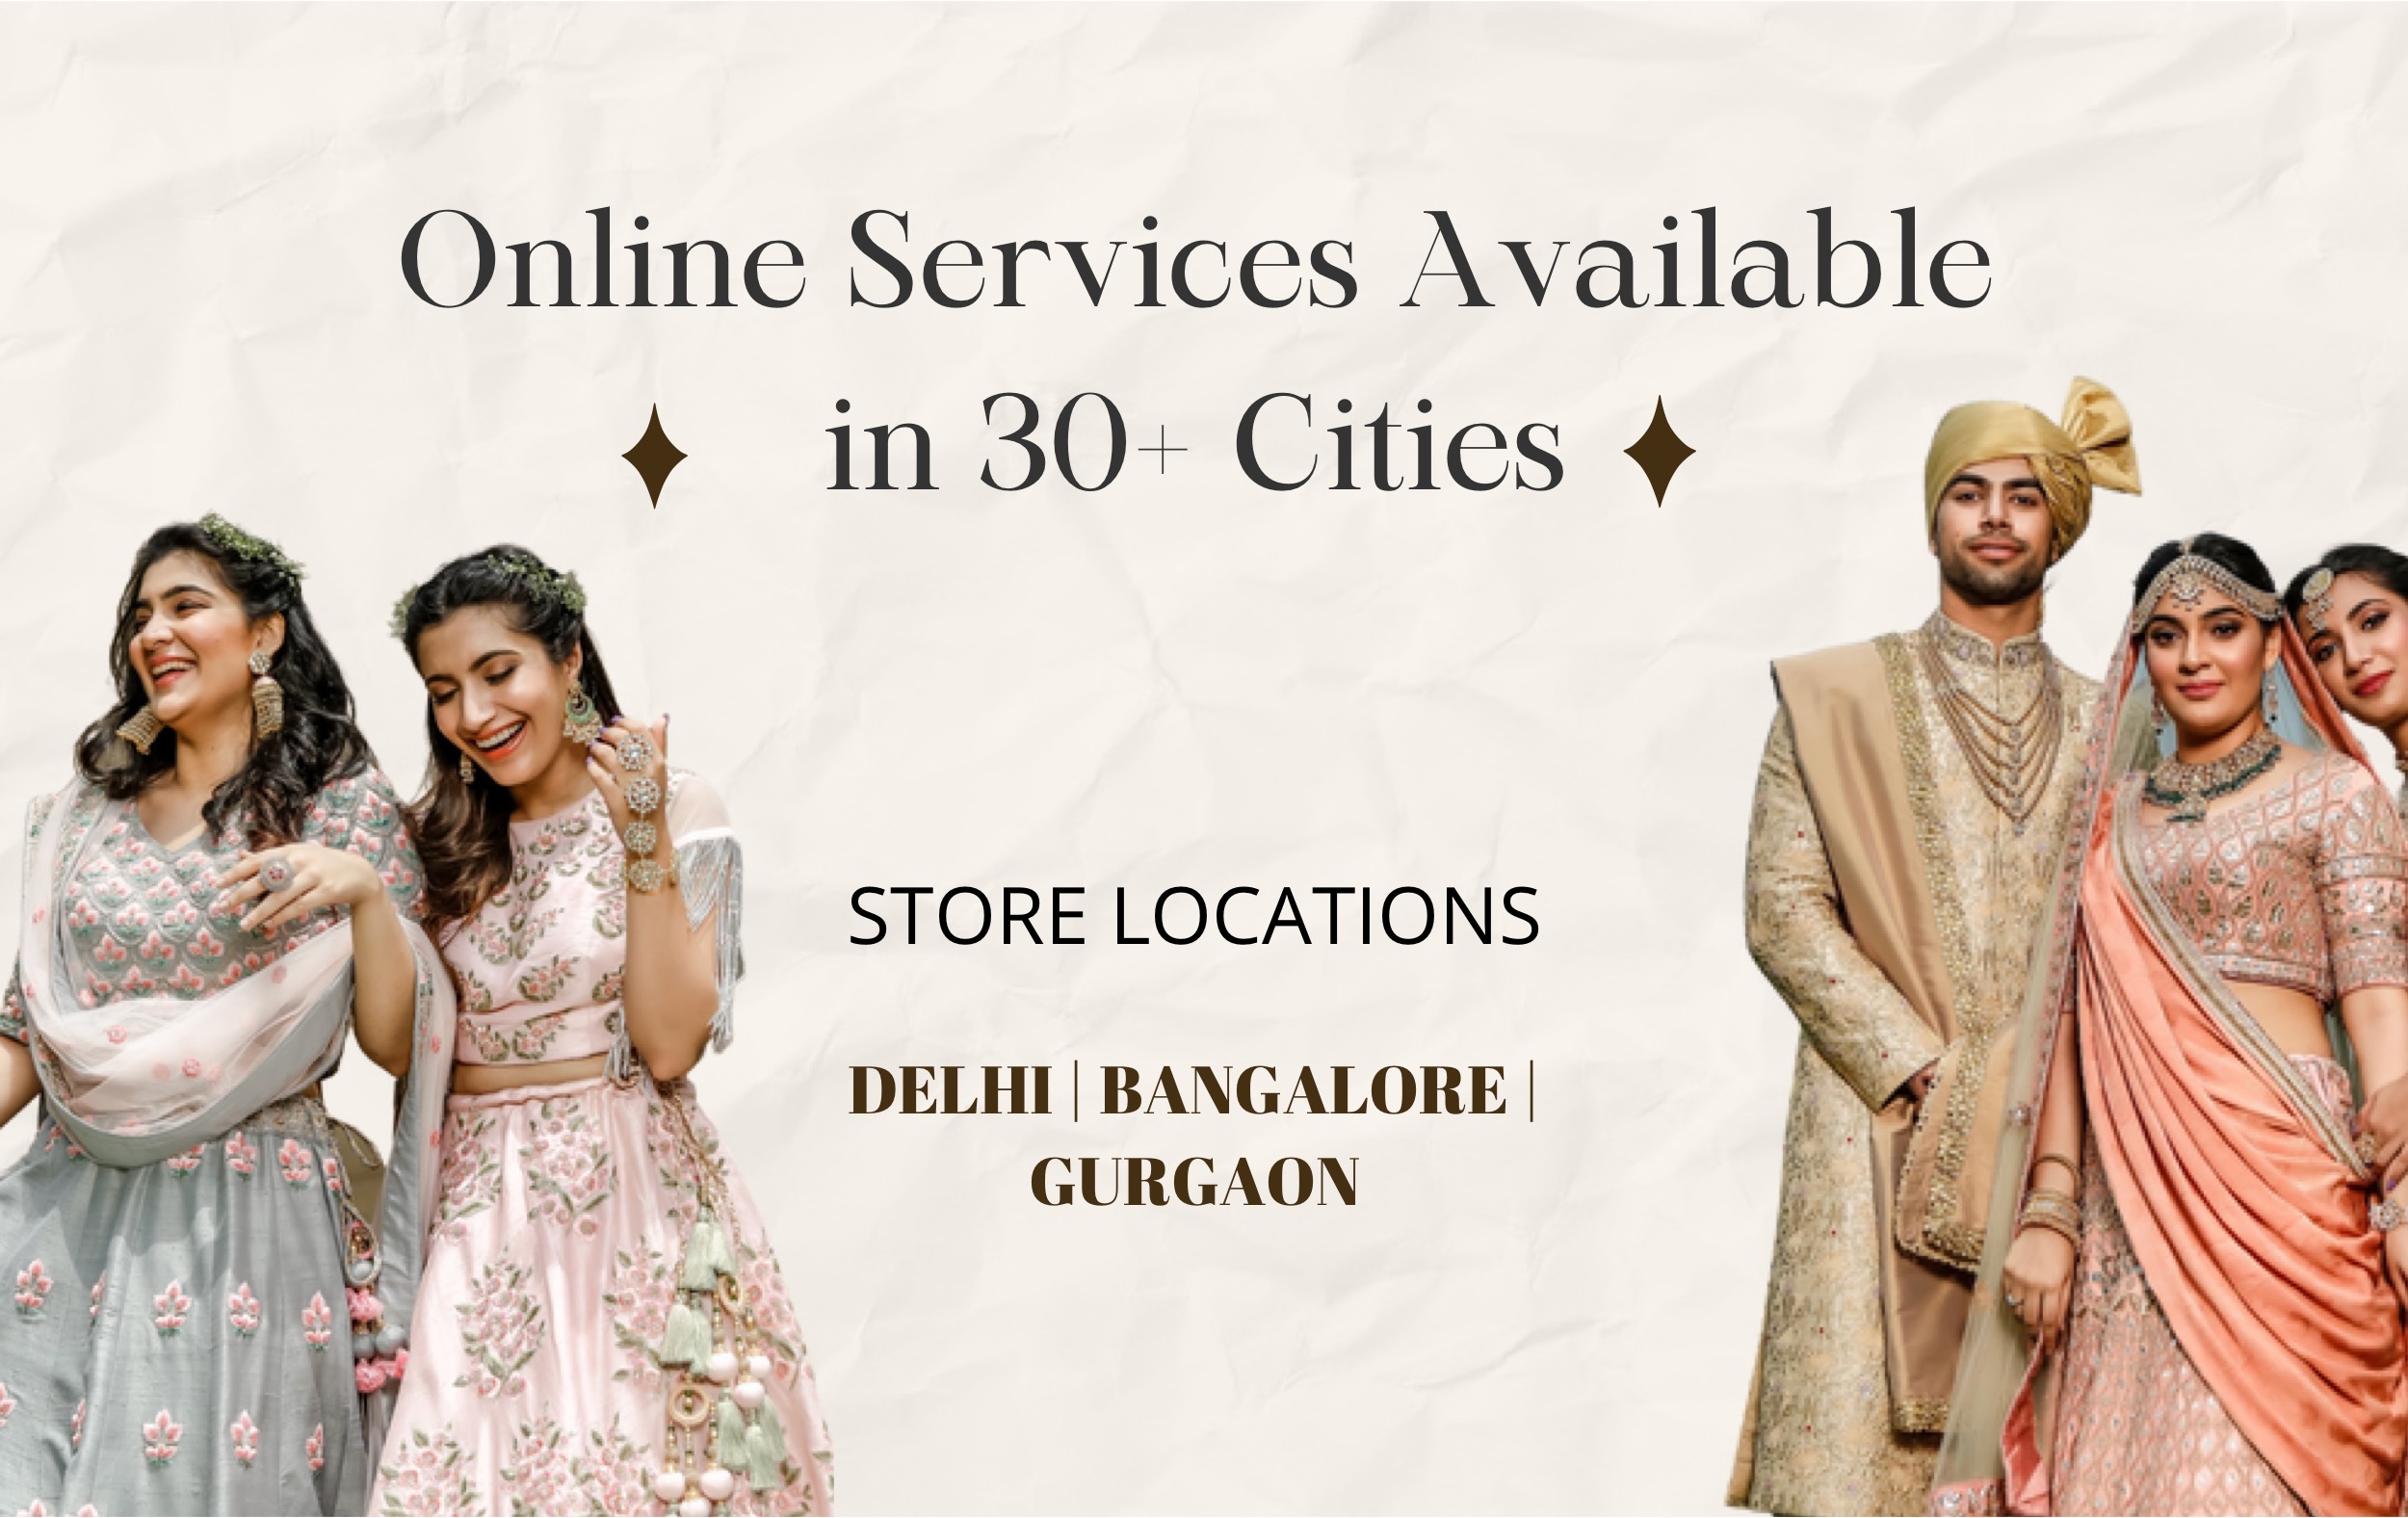 Online Services Available
in 30+ Cities
STORE LOCATIONS
DELHI | BANGALORE |
GURGAON